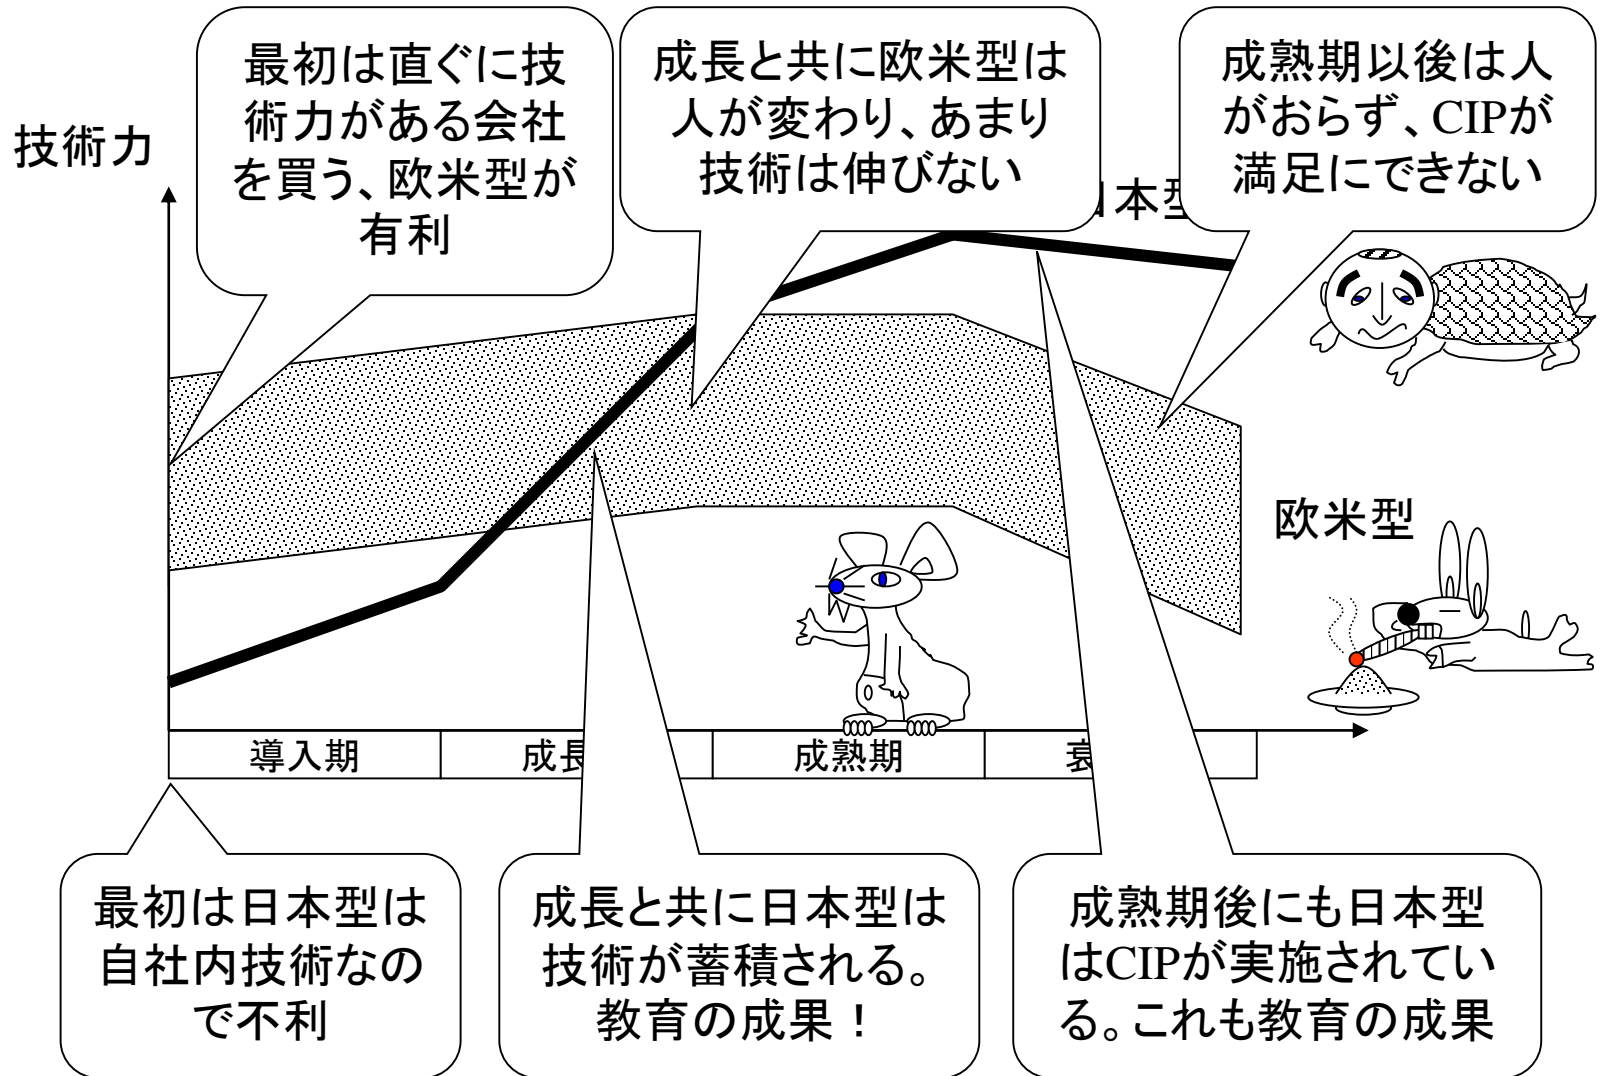 最初は直ぐに技
術力がある会社
を買う、欧米型が
有利
成長と共に欧米型は
人が変わり、あまり
技術は伸びない
成熟期以後は人
がおらず、CIPが
満足にできない
技術力
本型
欧米型
導入期
成長
成熟期
衰
最初は日本型は
自社内技術なの
で不利
成長と共に日本型は
技術が蓄積される。
教育の成果！
成熟期後にも日本型
はCIPが実施されてい
る。これも教育の成果